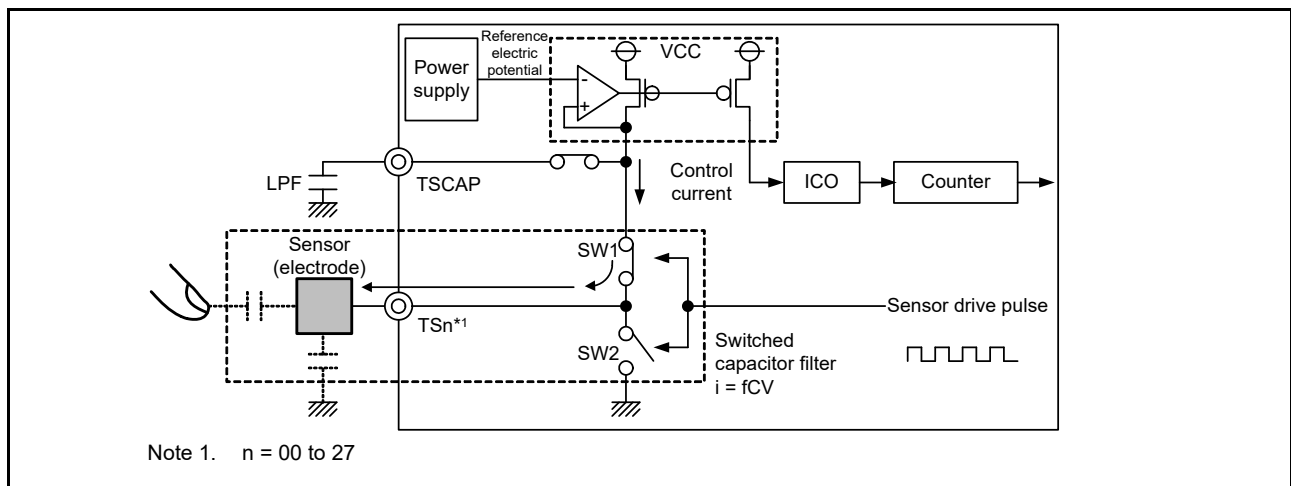 Power
supply
Reference
electric
potential
VCC
-
+
LPF
TSCAP
Control
current
ICO
Counter
Sensor
(electrode)
SW1
TSn*1
SW2
Sensor drive pulse
Switched
capacitor filter
i = fCV
Note 1. n = 00 to 27